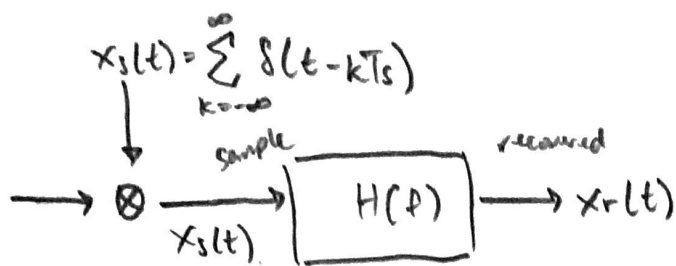 xs(t) = ∑ δ(t-kTs)
∞
k=-∞
sample
recovered
H(f)
xs(t).
xr(t)